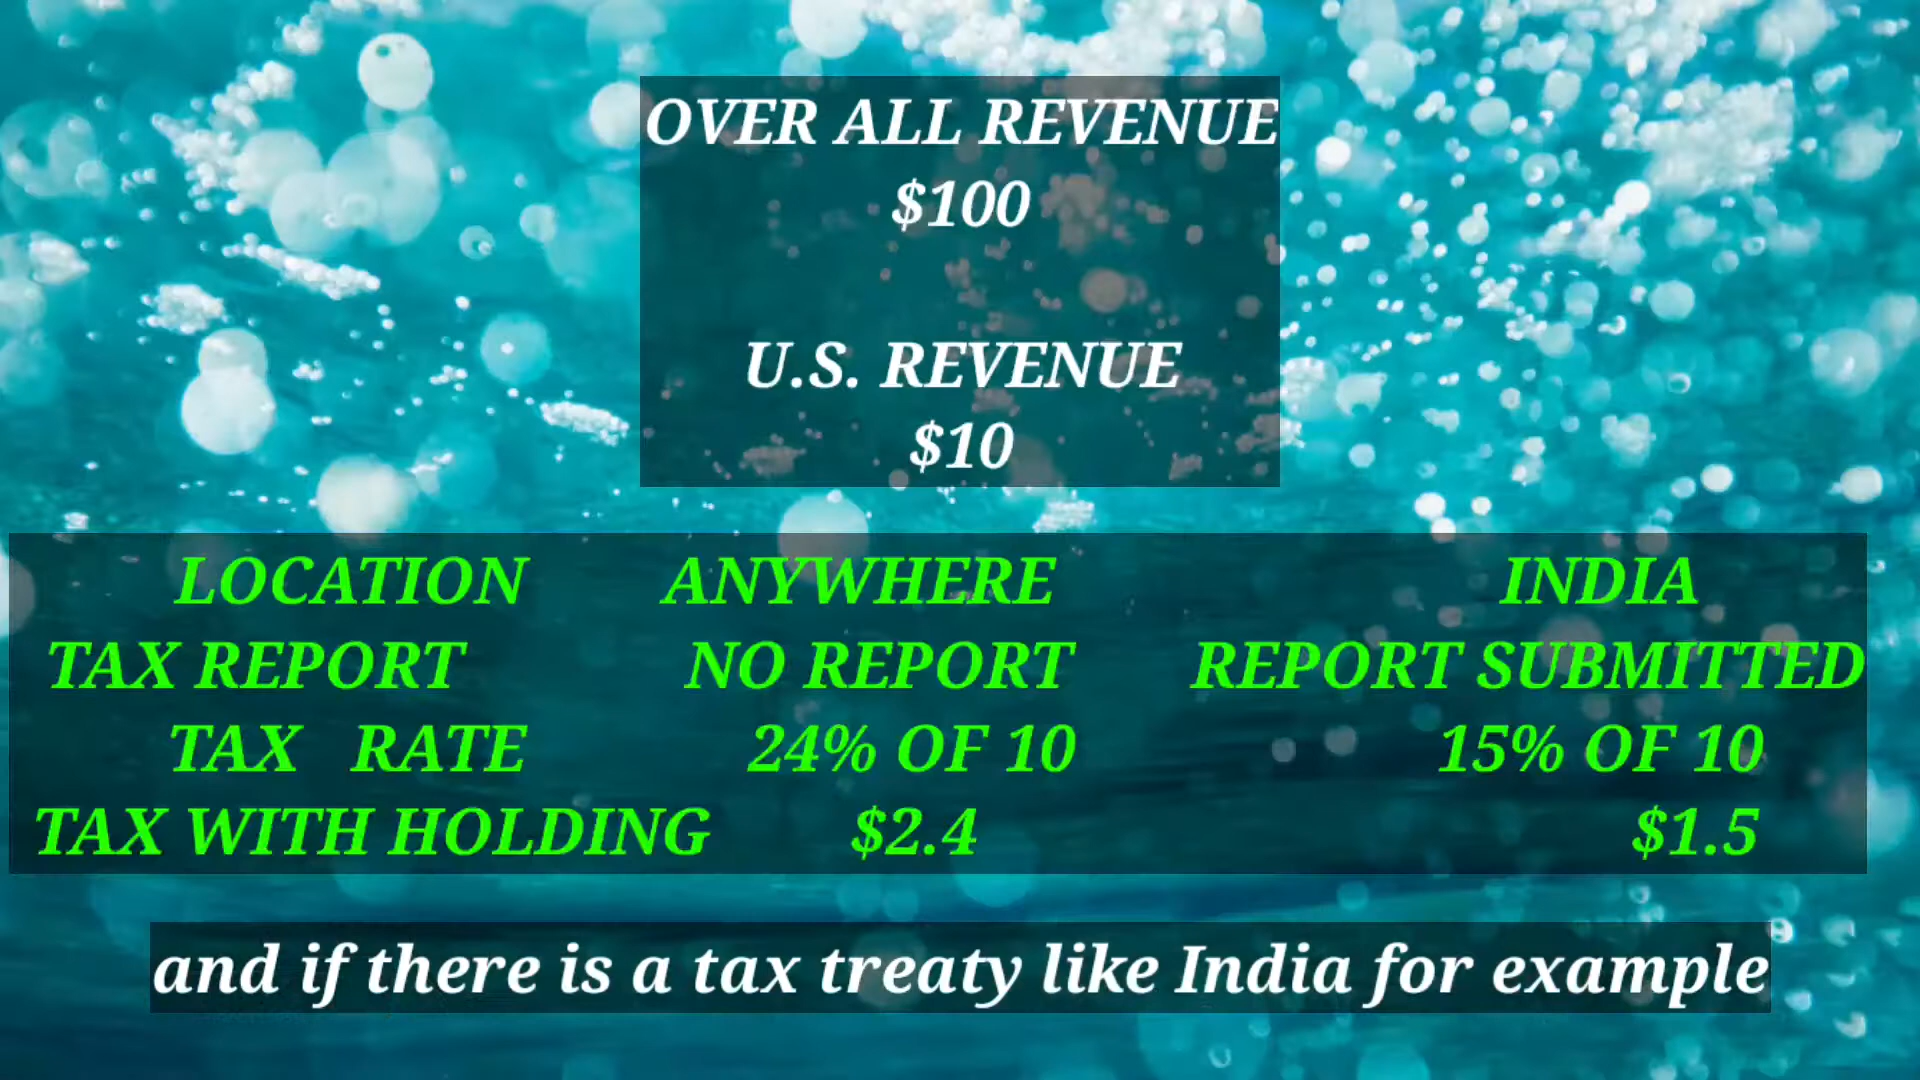 OVER ALL REVENUE
$100
U.S. REVENUE
$10
LOCATION ANYWHERE INDIA
TAX REPORT NO REPORT REPORT SUBMITTED
TAX RATE 24% OF 10 15% OF 10
TAX WITH HOLDING $2.4 $1.5
and if there is a tax treaty like India for example